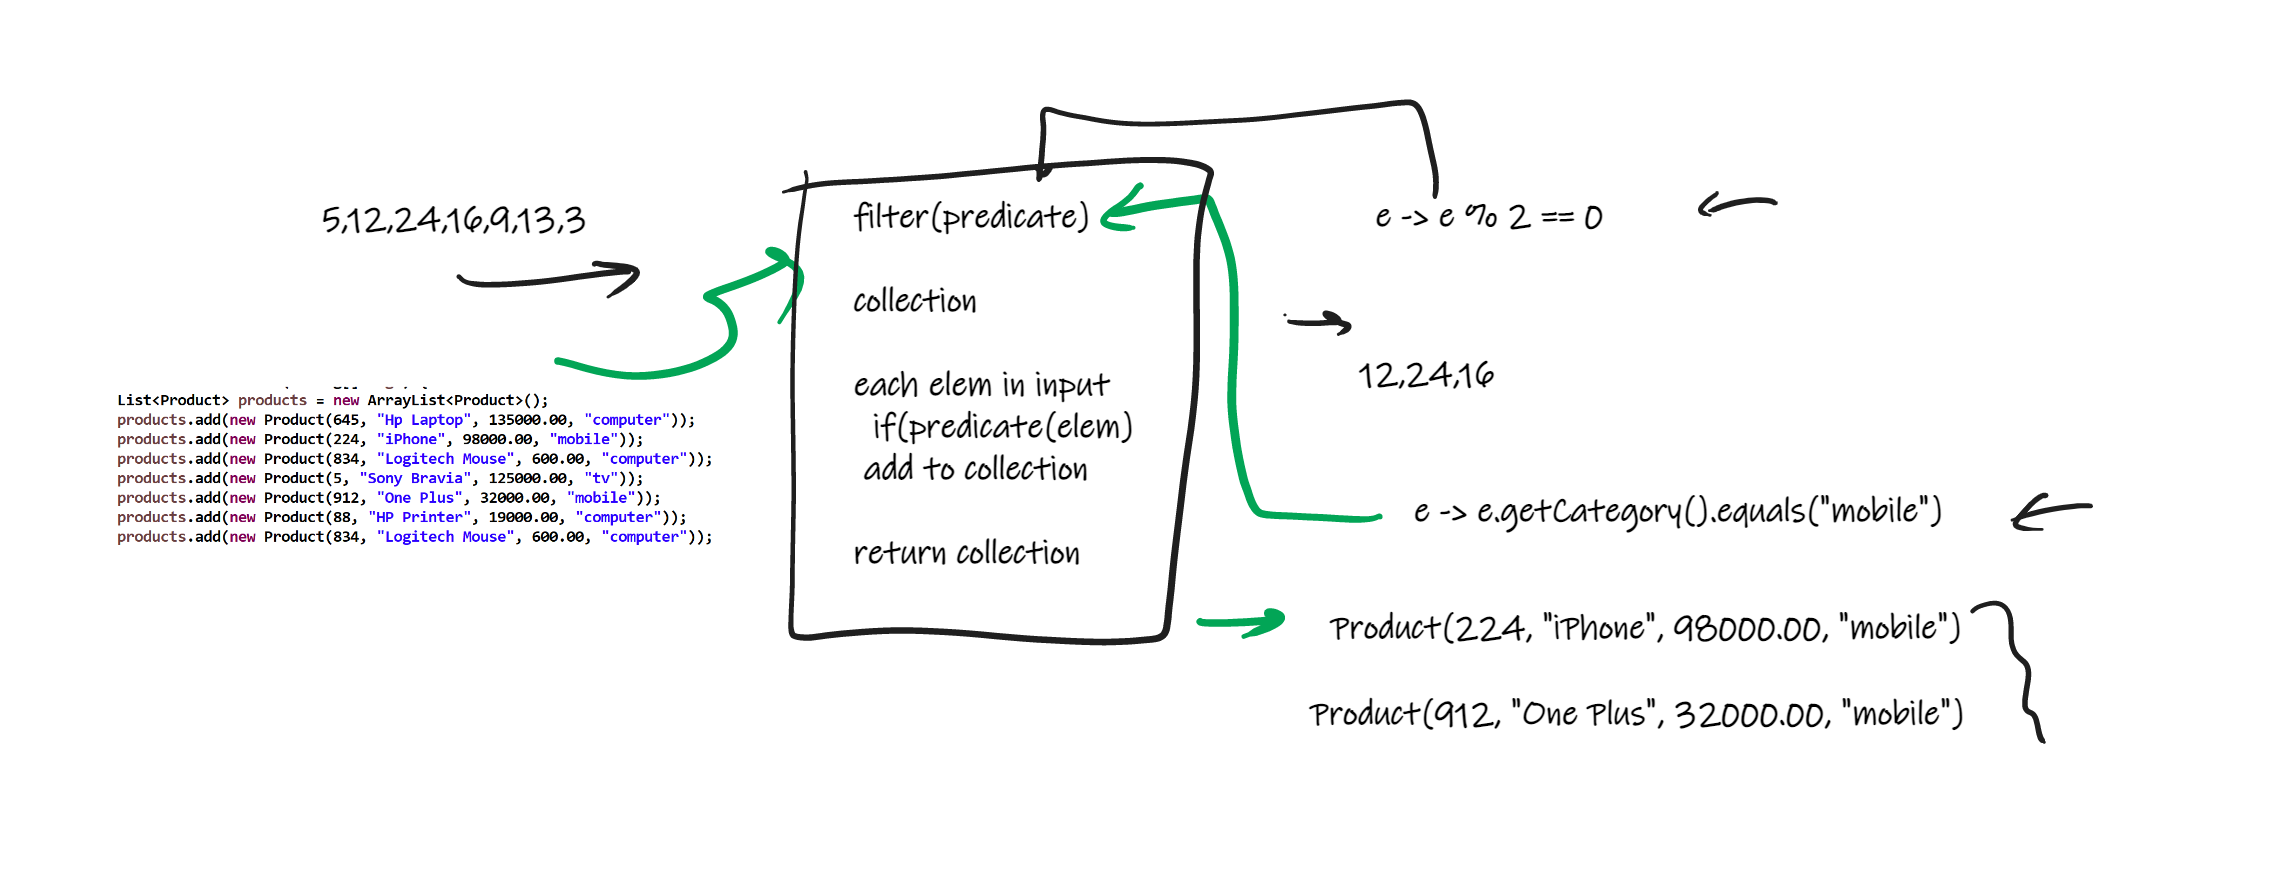 5,12,24,16,9,13,3
filter(predicate)
e -> e % 2 == 0
collection
12,24,16
each elem in input
if(predicate(elem)
add to collection
return collection
List<Product> products = new ArrayList<Product>();
products.add(new Product(645, "Hp Laptop", 135000.00, "computer"));
products.add(new Product(224, "iPhone", 98000.00, "mobile"));
products.add(new Product(834, "Logitech Mouse", 600.00, "computer"));
products.add(new Product(5, "Sony Bravia", 125000.00, "tv"));
products.add(new Product(912, "One Plus", 32000.00, "mobile"));
products.add(new Product(88, "HP Printer", 19000.00, "computer"));
products.add(new Product(834, "Logitech Mouse", 600.00, "computer"));
e -> e.getCategory().equals("mobile")
Product(224, "iPhone", 98000.00, "mobile")
Product(912, "One Plus", 32000.00, "mobile")